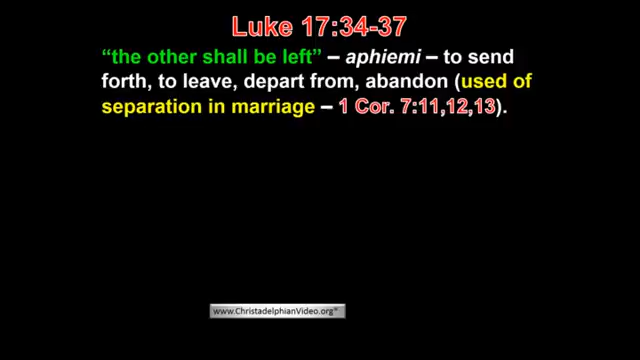 Luke 17:34-37
“the other shall be left” – aphiemi – to send
forth, to leave, depart from, abandon (used of
separation in marriage – 1 Cor. 7:11,12,13).
www.ChristadelphianVideo.org